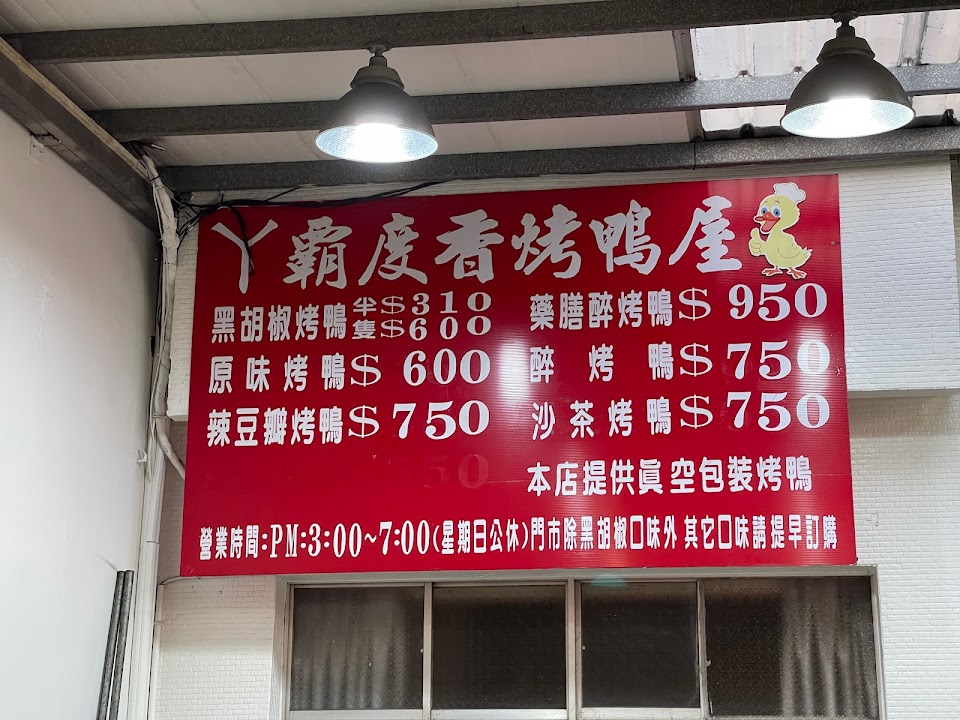 丫霸度香烤鴨屋
黑胡椒烤鴨 半$310 隻$600
藥膳醉烤鴨$950
原味烤鴨$600
醉烤鴨$750
辣豆瓣烤鴨$750
沙茶烤鴨$750
本店提供眞空包裝烤鴨
營業時間:PM:3:00~7:00(星期日公休)門市除黑胡椒口味外 其它口味請提早訂購